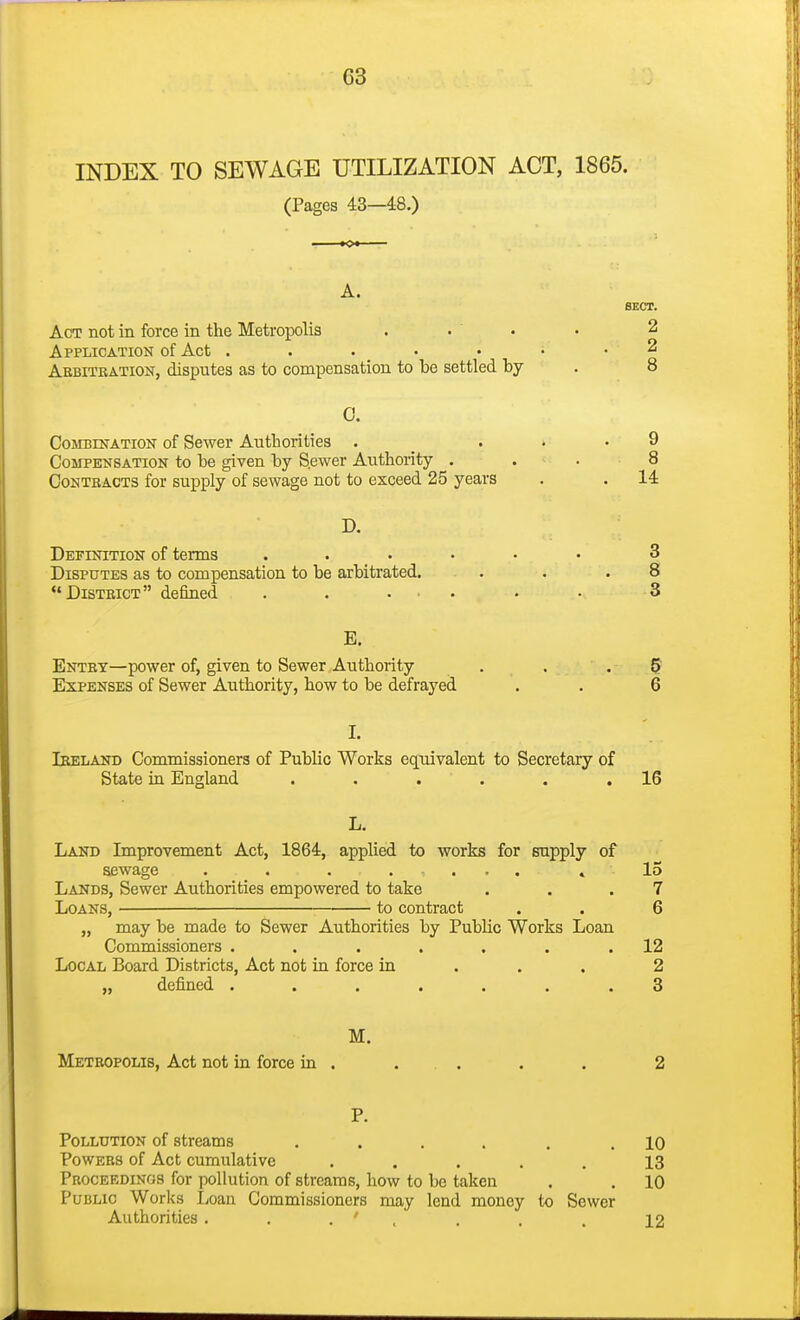 63
INDEX TO SEWAGE UTILIZATION ACT, 1865.
(Pages 43—48.)
A.
SECT.
ACT not in force in the Metropolis . . . . 2
APPLICATION of Act . . . . . . . 2
ARBITRATION, disputes as to compensation to be settled by . 8
C.
COMBINATION of Sewer Authorities . . . . 9
COMPENSATION to be given by Sewer Authority . . . 8
CONTRACTS for supply of sewage not to exceed 25 years . . 14
D.
DEFINITION of terms . . . . . . 3
DISPUTES as to compensation to be arbitrated. . . . 8
“DISTRICT” defined . . . . . . 3
E.
ENTRY—power of, given to Sewer Authority . . . 5
EXPENSES of Sewer Authority, how to be defrayed . . 6
I.
IRELAND Commissioners of Public Works equivalent to Secretary of
State in England . . . . . . 16
L.
LAND Improvement Act, 1864, applied to works for supply of
sewage . . . . . . . . 15
LANDS, Sewer Authorities empowered to take . . . 7
LOANS, ——— to contract . . 6
„ may be made to Sewer Authorities by Public Works Loan
Commissioners . . . . . . . 12
LOCAL Board Districts, Act not in force in . . . 2
„ defined . . . . . . . 3
M.
METROPOLIS, Act not in force in . . . . . 2
P.
POLLUTION of streams . . . . . . 10
POWERS of Act cumulative . . . . . 13
PROCEEDINGS for pollution of streams, how to be taken . . 10
PUBLIC Works Loan Commissioners may lend money to Sewer
Authorities . . . . . . . 12